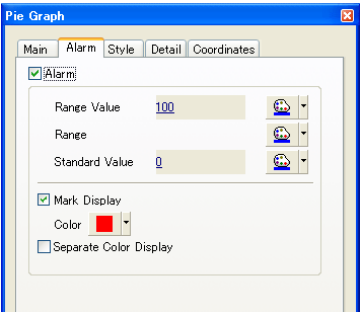 Pie Graph
Main Alarm Style Detail Coordinates
Alarm
Range Value 100
Range
Standard Value 0
Mark Display
Color
Separate Color Display